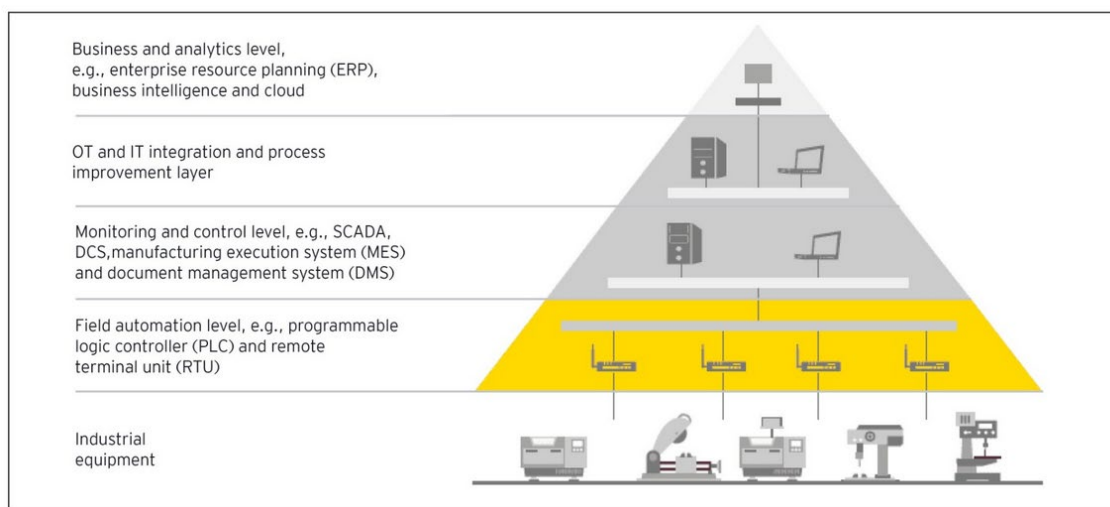 Business and analytics level,
e.g., enterprise resource planning (ERP),
business intelligence and cloud
OT and IT integration and process
improvement layer
Monitoring and control level, e.g., SCADA,
DCS,manufacturing execution system (MES)
and document management system (DMS)
Field automation level, e.g., programmable
logic controller (PLC) and remote
terminal unit (RTU)
Industrial
equipment